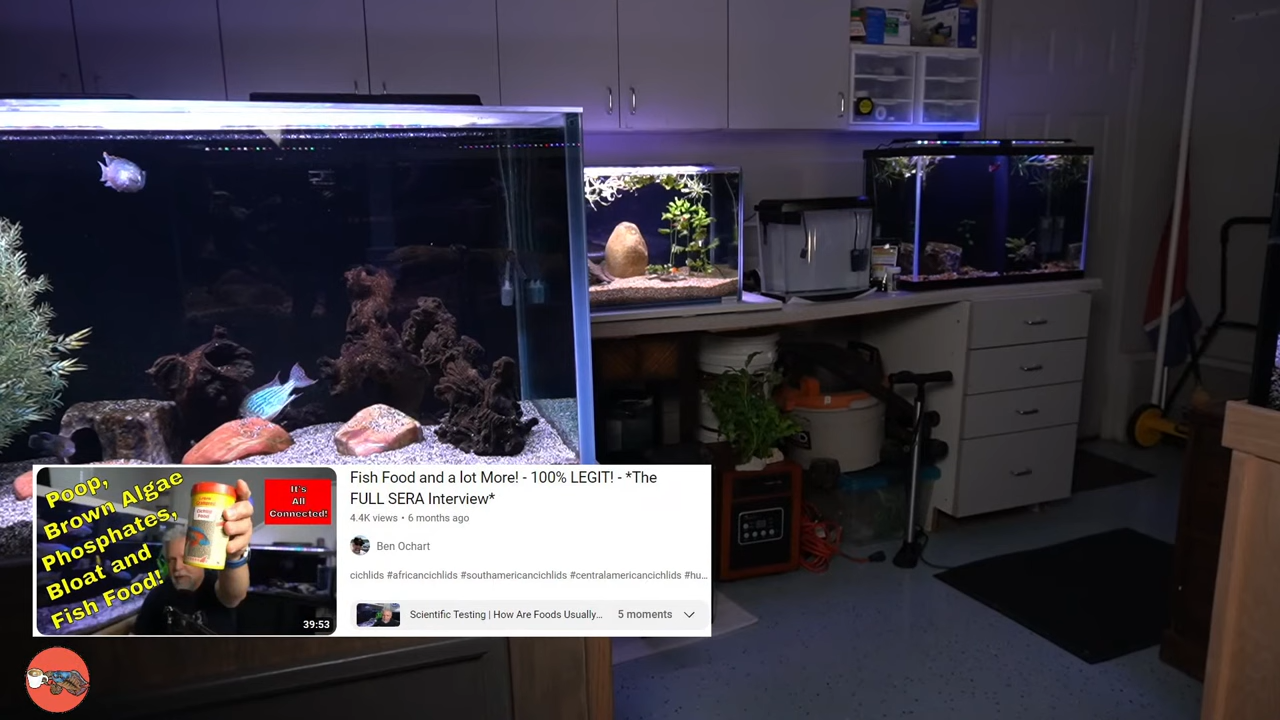 Poop,
Brown Algae
Phosphates,
Bloat and
Fish Food!
It's
All
Connected!
39:53
Fish Food and a lot More! - 100% LEGIT! - *The
FULL SERA Interview*
4.4K views • 6 months ago
Ben Ochart
cichlids #africancichlids #southamericancichlids #centralamericancichlids #hu...
Scientific Testing | How Are Foods Usually...
5 moments